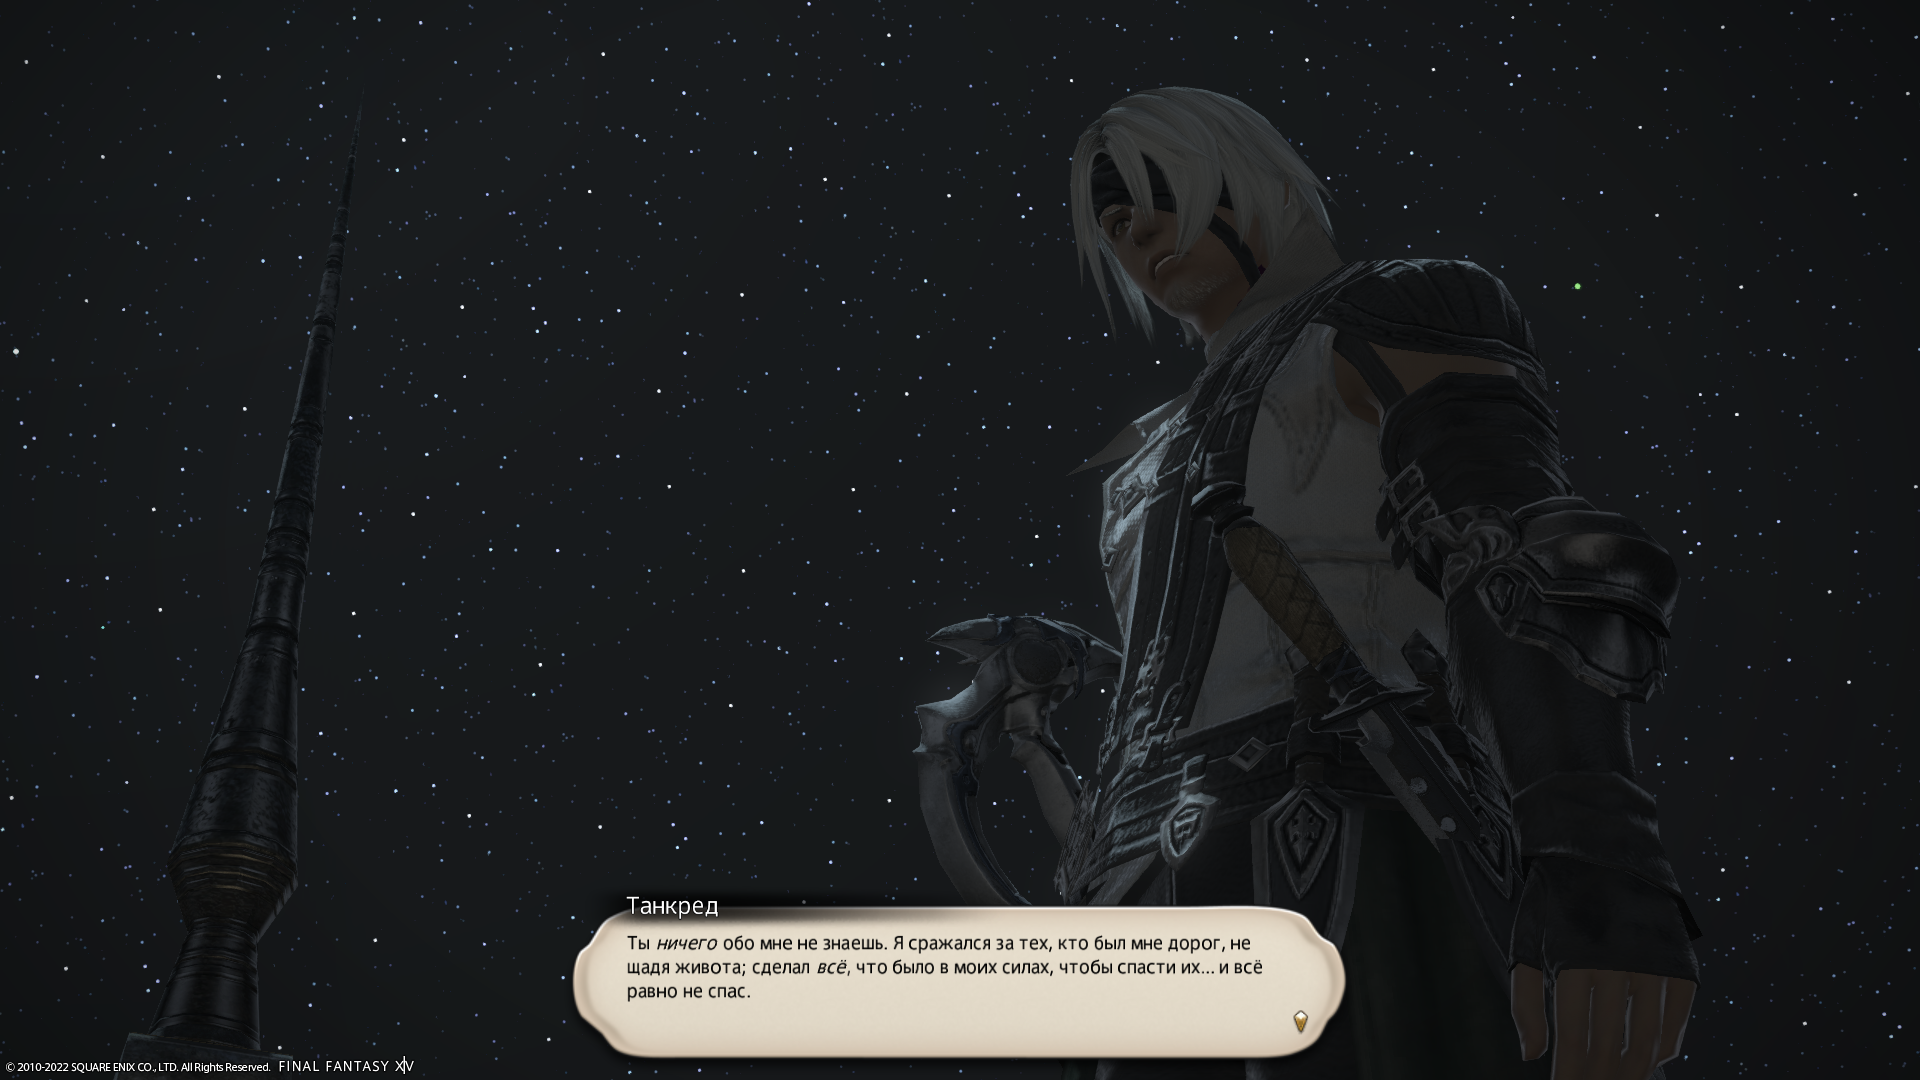 Танкред
Ты ничего обо мне не знаешь. Я сражался за тех, кто был мне дорог, не
щадя живота; сделал всё, что было в моих силах, чтобы спасти их... и всё
равно не спас.
© 2010-2022 SQUARE ENIX CO., LTD. All Rights Reserved. FINAL FANTASY XIV